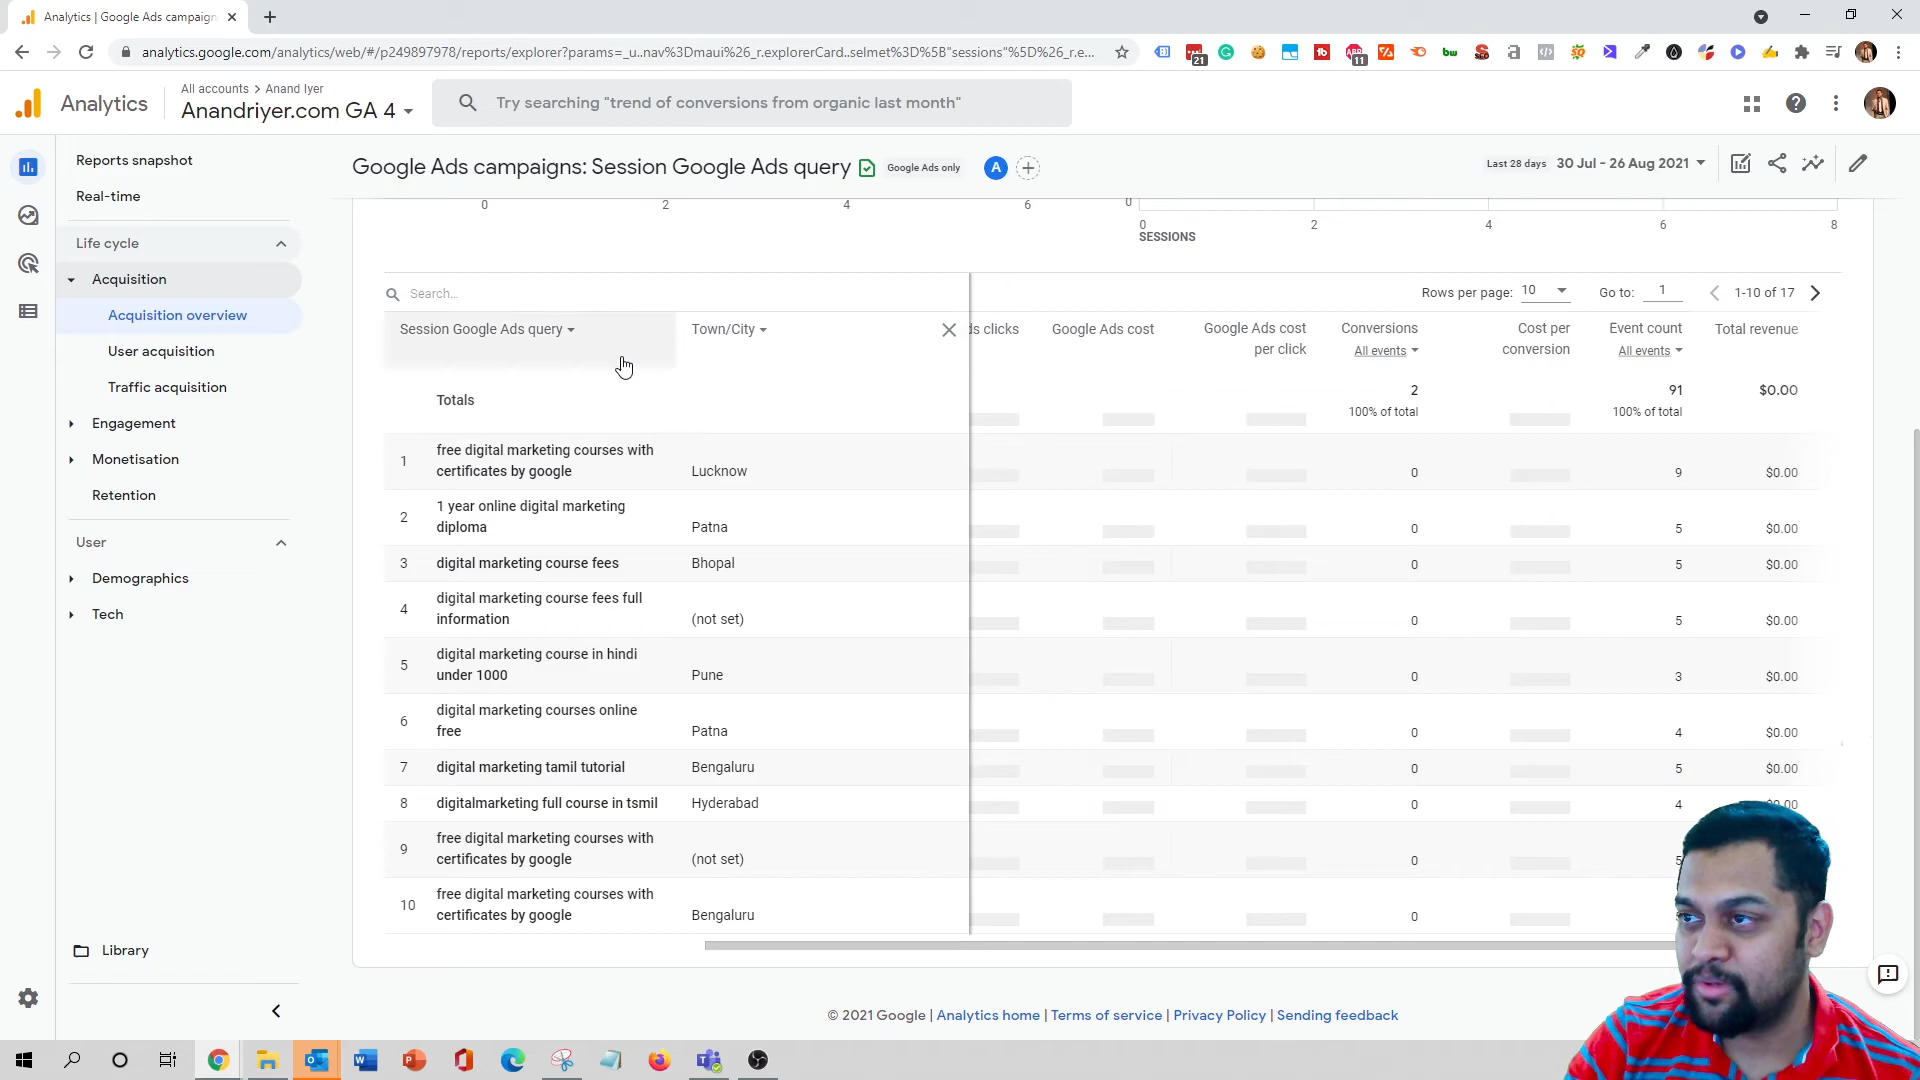 Analytics | Google Ads campaign
analytics.google.com/analytics/web/#/p249897978/reports/explorer?params=_u..nav%3Dmaui%26_r.explorerCard..selmet%3D%5B"sessions"%5D%26_r.e...
21
11
Analytics
All accounts > Anand Iyer
Anandriyer.com GA 4
Try searching "trend of conversions from organic last month"
Reports snapshot
Real-time
Life cycle
Acquisition
Acquisition overview
User acquisition
Traffic acquisition
Engagement
Monetisation
Retention
User
Demographics
Tech
Library
Google Ads campaigns: Session Google Ads query
Google Ads only
A
Last 28 days 30 Jul - 26 Aug 2021
0 2 4 6
0
0 2 4 6 8
SESSIONS
Search...
Rows per page: 10 Go to: 1 1-10 of 17
Session Google Ads query Town/City ds clicks Google Ads cost Google Ads cost per click Conversions All events Cost per conversion Event count All events Total revenue
Totals 2 91 $0.00
100% of total 100% of total
1 free digital marketing courses with certificates by google Lucknow 0 9 $0.00
2 1 year online digital marketing diploma Patna 0 5 $0.00
3 digital marketing course fees Bhopal 0 5 $0.00
4 digital marketing course fees full information (not set) 0 5 $0.00
5 digital marketing course in hindi under 1000 Pune 0 3 $0.00
6 digital marketing courses online free Patna 0 4 $0.00
7 digital marketing tamil tutorial Bengaluru 0 5 $0.00
8 digitalmarketing full course in tsmil Hyderabad 0 4
9 free digital marketing courses with certificates by google (not set) 0 5
10 free digital marketing courses with certificates by google Bengaluru 0
© 2021 Google | Analytics home | Terms of service | Privacy Policy | Sending feedback